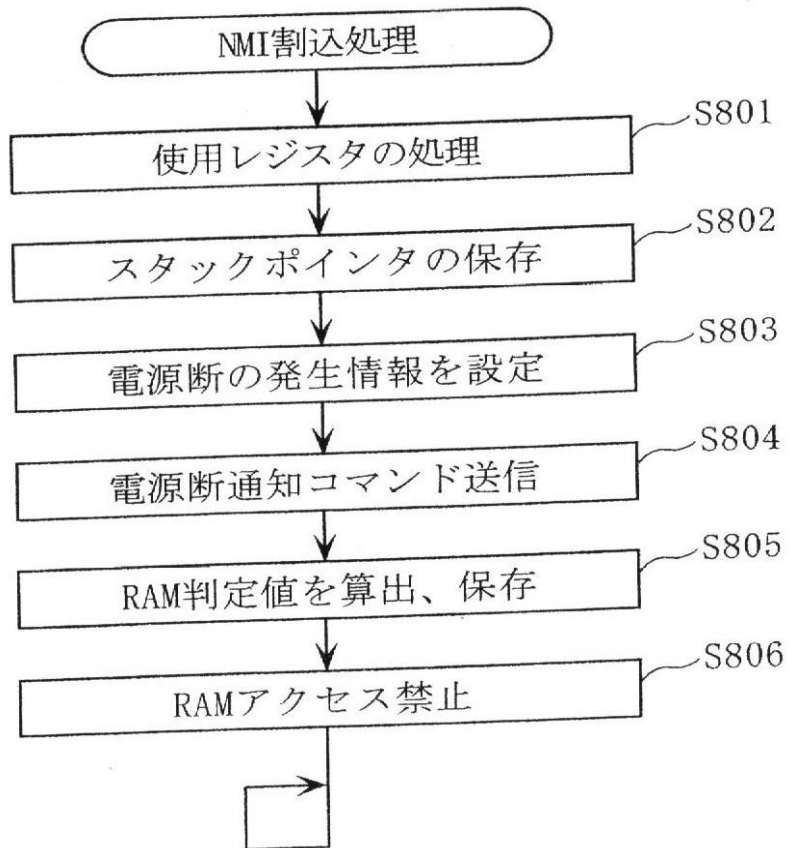 NMI割込処理
使用レジスタの処理
S801
スタックポインタの保存
S802
電源断の発生情報を設定
S803
電源断通知コマンド送信
S804
RAM判定値を算出、保存
S805
RAMアクセス禁止
S806